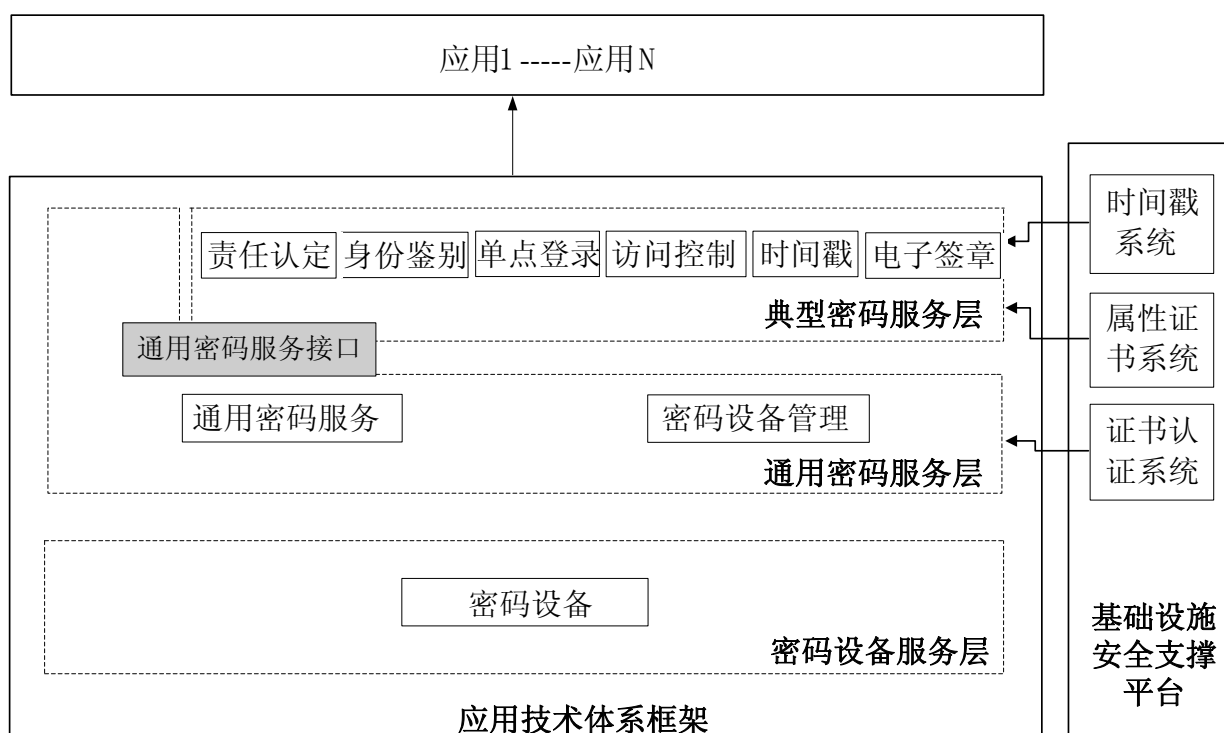 应用1 -----应用N
责任认定 身份鉴别 单点登录 访问控制 时间戳 电子签章
典型密码服务层
通用密码服务接口
通用密码服务 密码设备管理
通用密码服务层
密码设备
密码设备服务层
应用技术体系框架
时间戳
系统
属性证
书系统
证书认
证系统
基础设施
安全支撑
平台